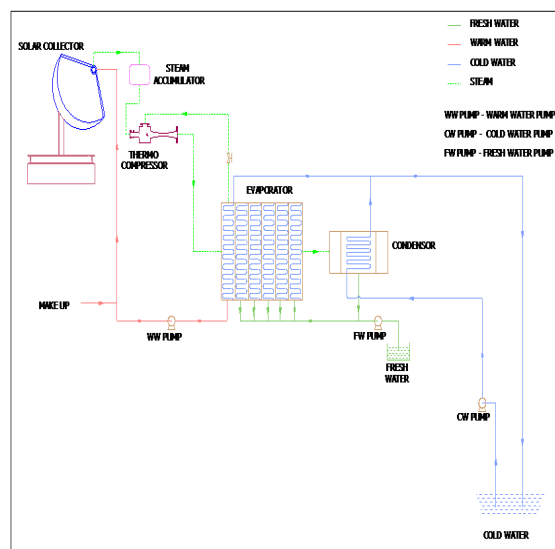 FRESH WATER
SOLAR COLLECTOR
WARM WATER
COLD WATER
STEAM
ACCUMULATOR
STEAM
WW PUMP - WARM WATER PUMP
CW PUMP - COLD WATER PUMP
FW PUMP - FRESH WATER PUMP
THERMO
COMPRESSOR
EVAPORATOR
CONDENSOR
MAKE UP
WW PUMP
FW PUMP
FRESH
WATER
CW PUMP
COLD WATER